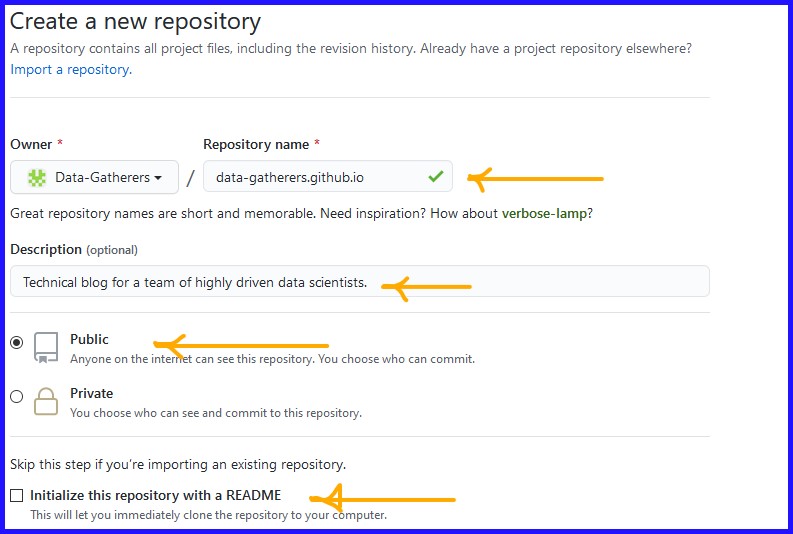 Create a new repository
A repository contains all project files, including the revision history. Already have a project repository elsewhere?
Import a repository.
Owner * Repository name *
Data-Gatherers / data-gatherers.github.io
Great repository names are short and memorable. Need inspiration? How about verbose-lamp?
Description (optional)
Technical blog for a team of highly driven data scientists.
Public
Anyone on the internet can see this repository. You choose who can commit.
Private
You choose who can see and commit to this repository.
Skip this step if you're importing an existing repository.
Initialize this repository with a README
This will let you immediately clone the repository to your computer.